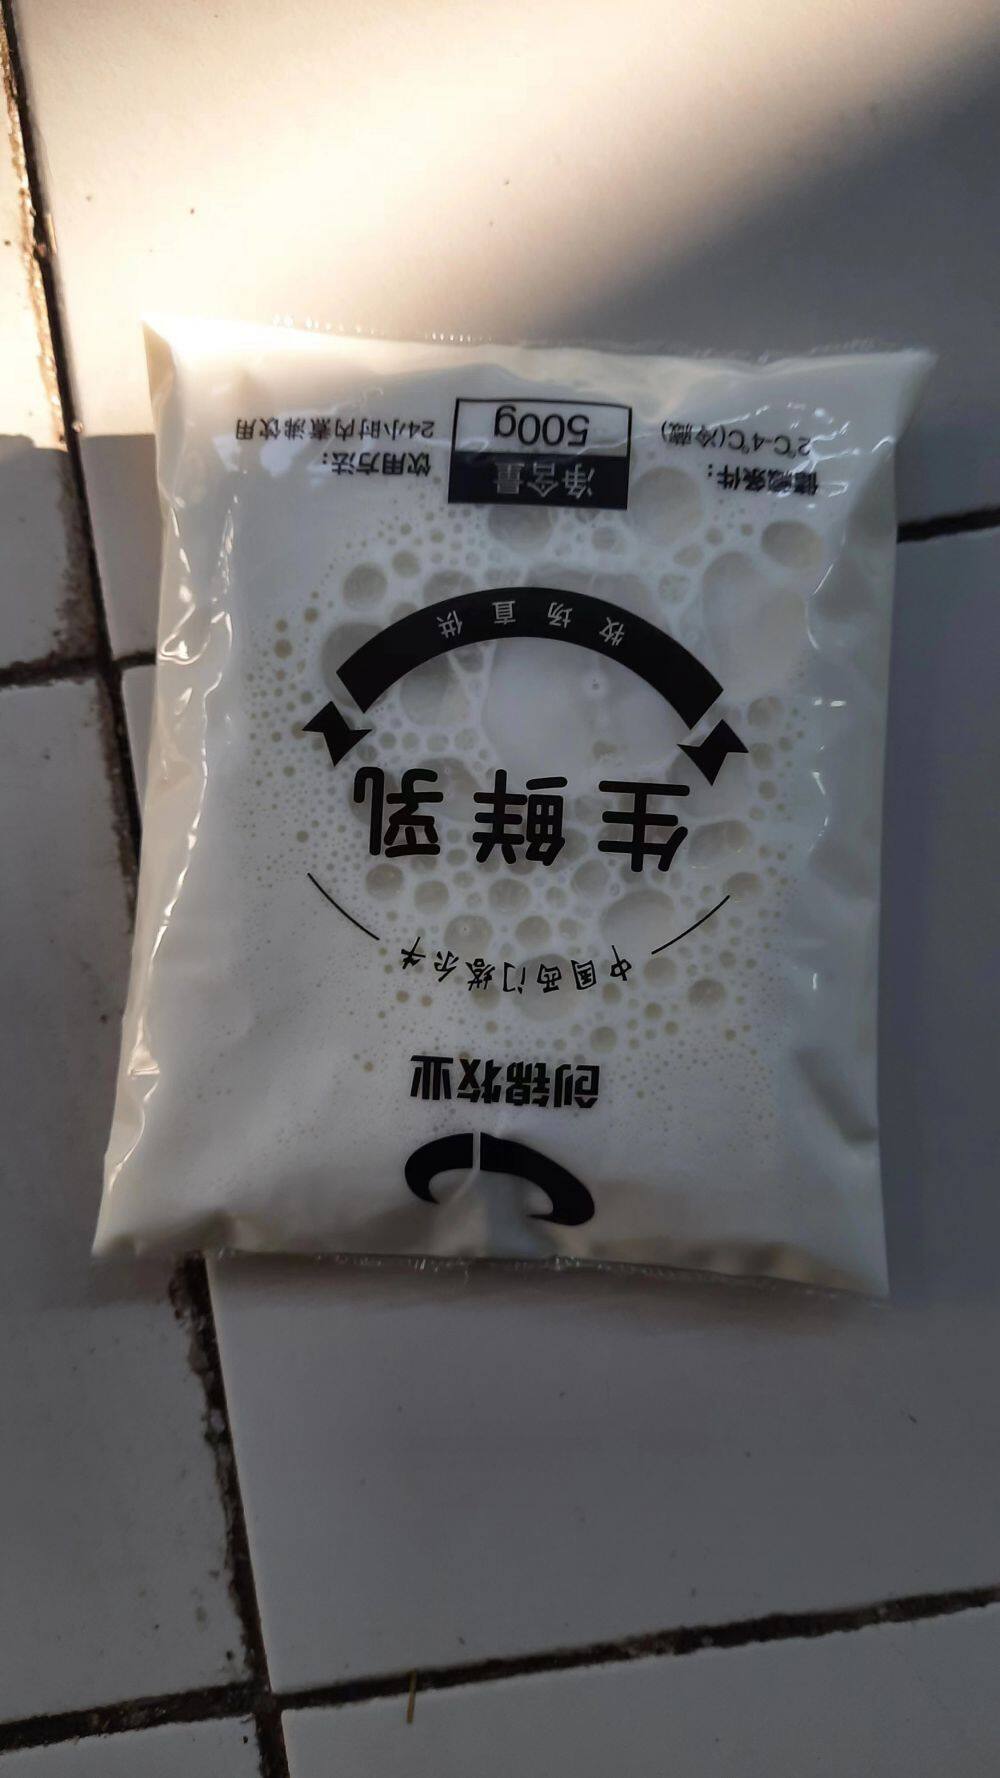 创锦牧业
中国西门塔尔牛
生鲜乳
牧场直供
储藏条件：
2℃-4℃(冷藏)
净含量
500g
饮用方法：
24小时内煮沸饮用